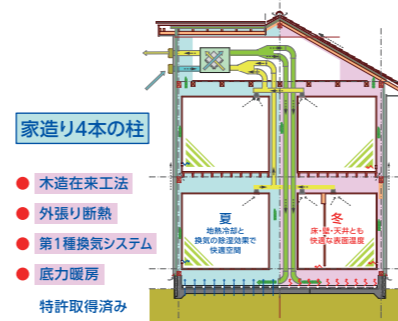 家造り4本の柱
● 木造在来工法
● 外張り断熱
● 第1種換気システム
● 底力暖房
特許取得済み
夏
地熱冷却と
換気の除湿効果で
快適空間
冬
床・壁・天井とも
快適な表面温度